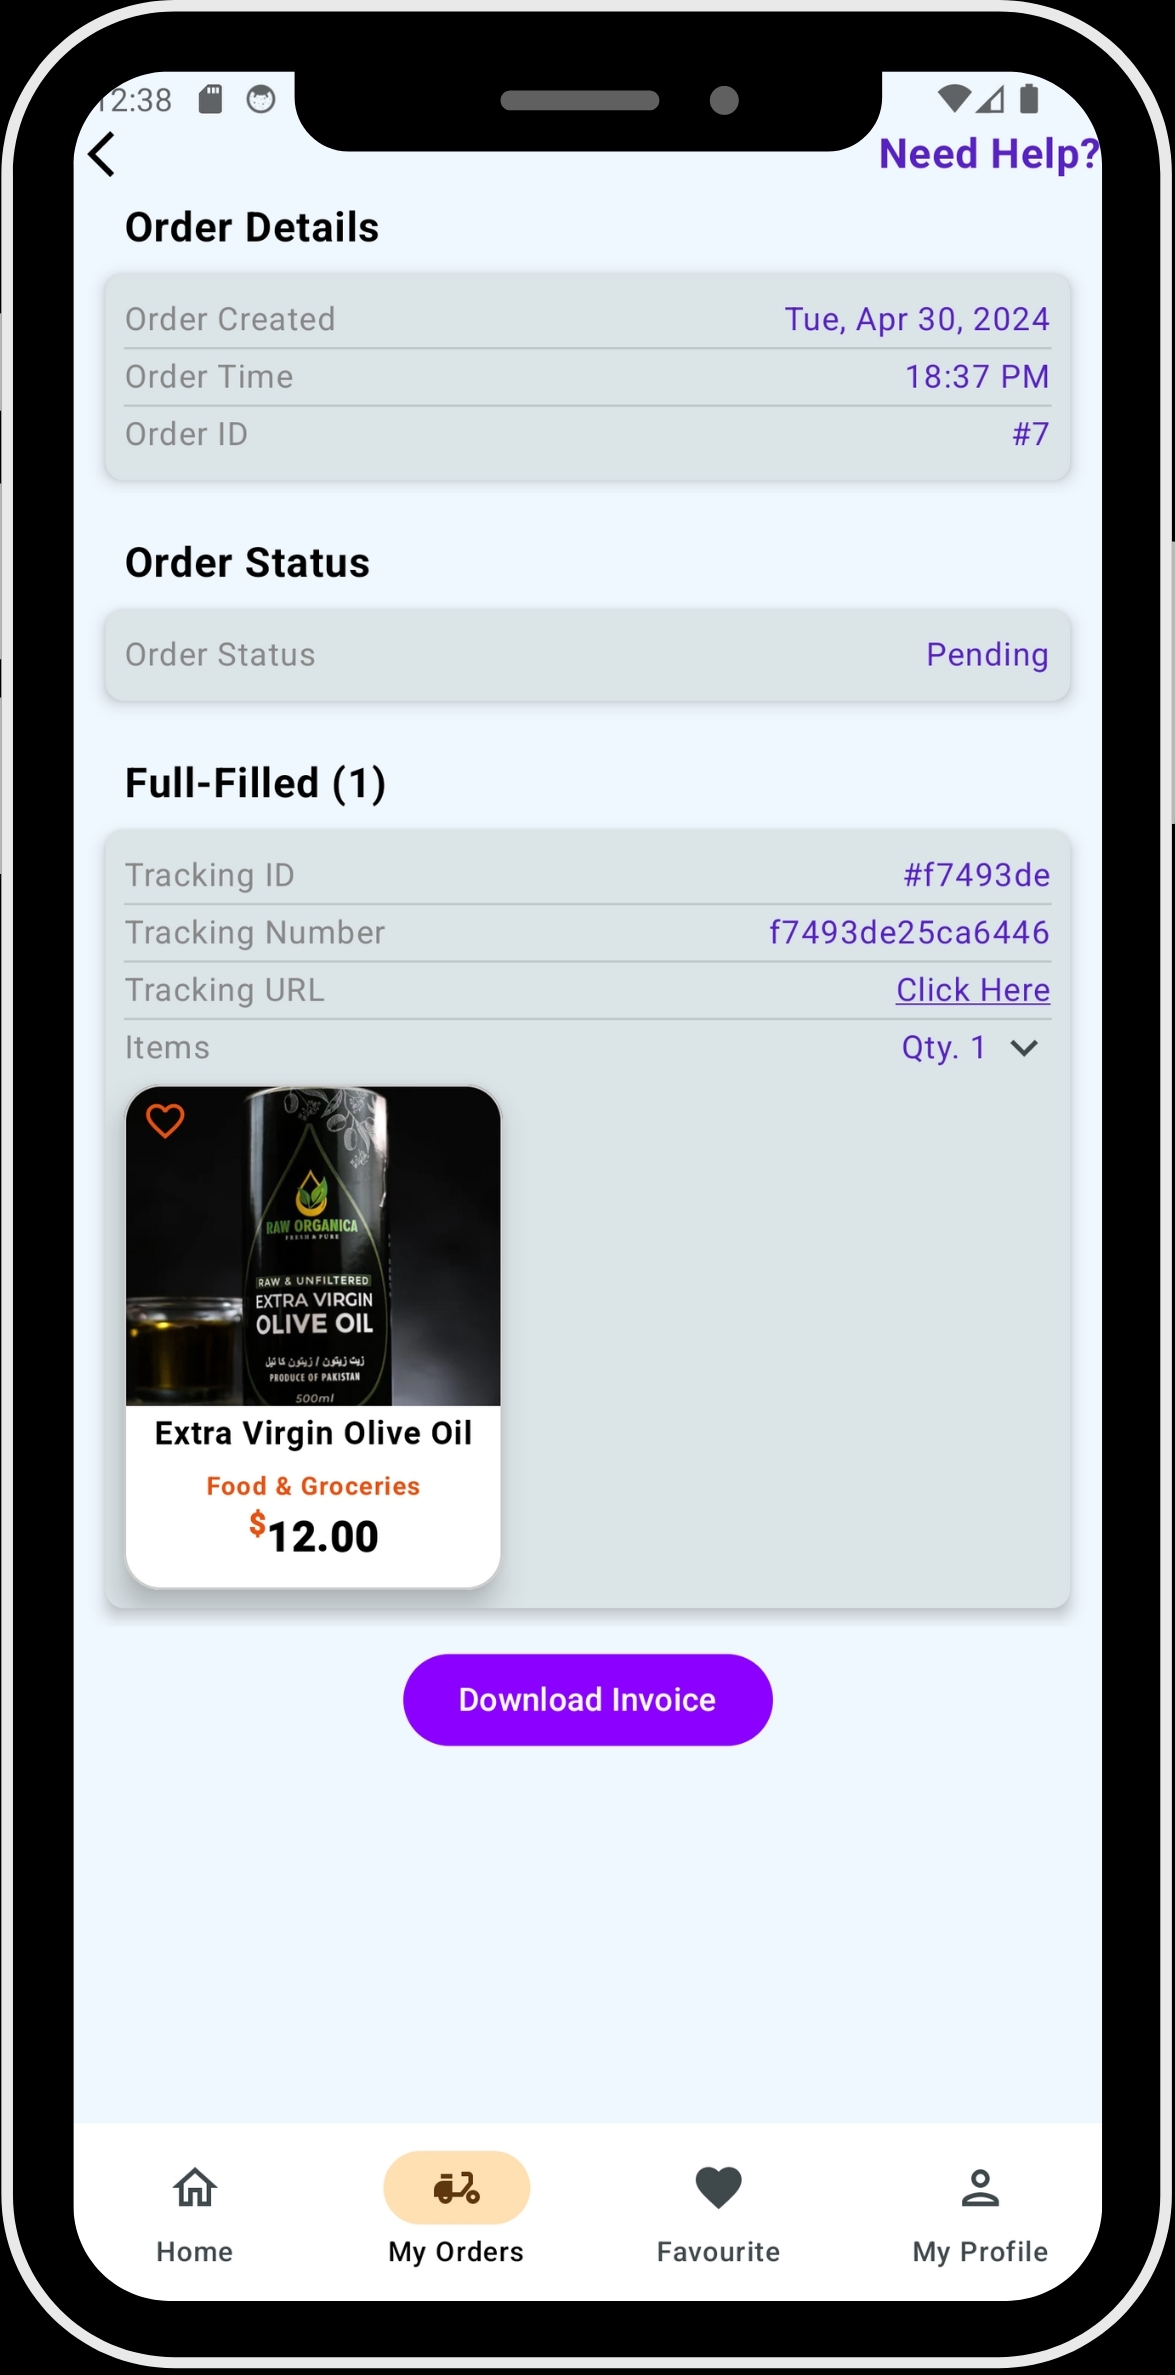 12:38
Need Help?
Order Details
Order Created Tue, Apr 30, 2024
Order Time 18:37 PM
Order ID #7
Order Status
Order Status Pending
Full-Filled (1)
Tracking ID #f7493de
Tracking Number f7493de25ca6446
Tracking URL Click Here
Items Qty. 1
RAW ORGANICA
FRESH & PURE
RAW & UNFILTERED
EXTRA VIRGIN
OLIVE OIL
زیت زیتون / زیتون کا تیل
PRODUCE OF PAKISTAN
500ml
Extra Virgin Olive Oil
Food & Groceries
$12.00
Download Invoice
Home My Orders Favourite My Profile